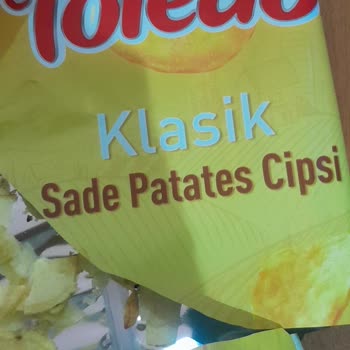 Toledo
Klasik
Sade Patates Cipsi